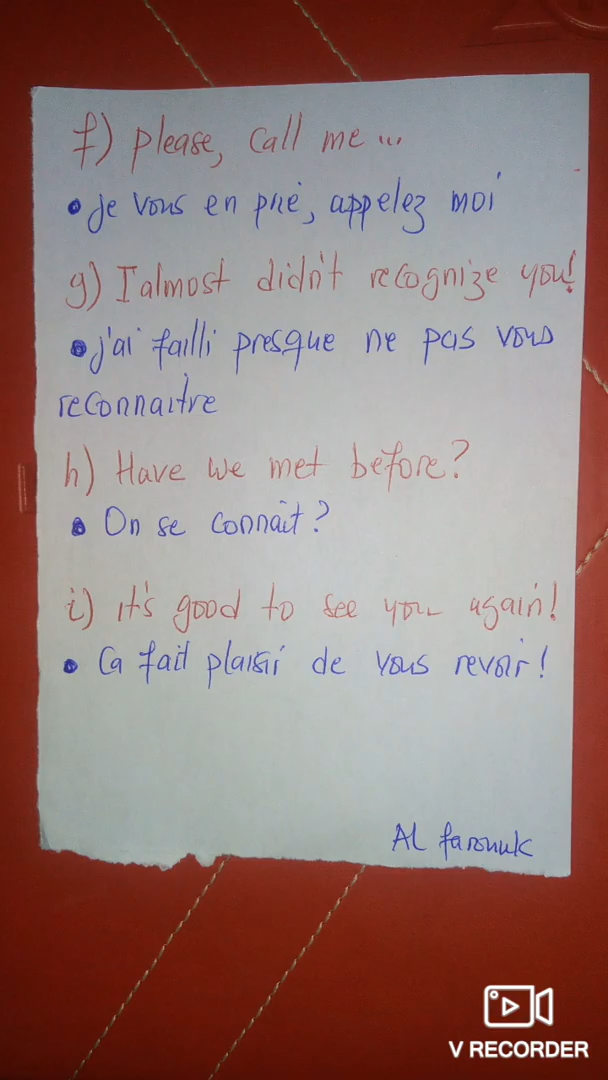 f) please, call me ...
• Je vous en prie, appelez moi
g) I almost didn't recognize you!
• j'ai failli presque ne pas vous
reconnaitre
h) Have we met before?
• On se connaît?
i) it's good to see you again!
• Ca fait plaisir de vous revoir!
AL farouuk
V RECORDER